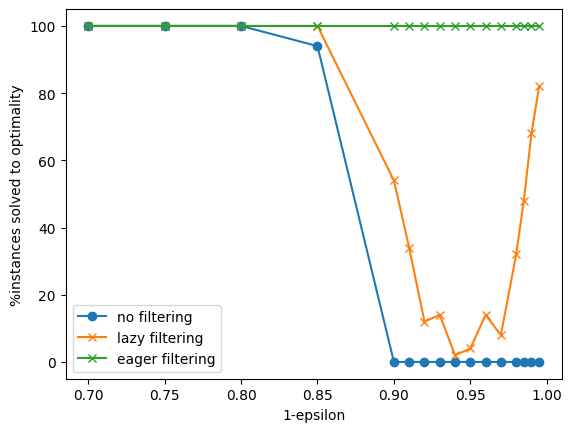 100
80
60
40
20
0
%instances solved to optimality
no filtering
lazy filtering
eager filtering
0.70 0.75 0.80 0.85 0.90 0.95 1.00
1-epsilon